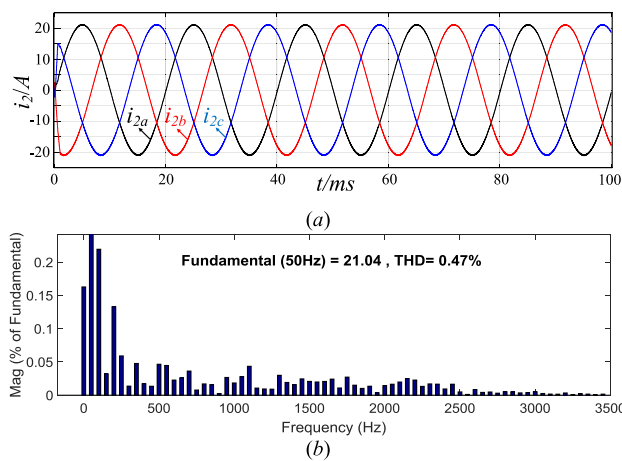 20
10
0
-10
-20
i2/A
i2a
i2b
i2c
0 20 40 60 80 100
t/ms
(a)
Fundamental (50Hz) = 21.04 , THD= 0.47%
0.2
0.15
0.1
0.05
0
Mag (% of Fundamental)
0 500 1000 1500 2000 2500 3000 3500
Frequency (Hz)
(b)